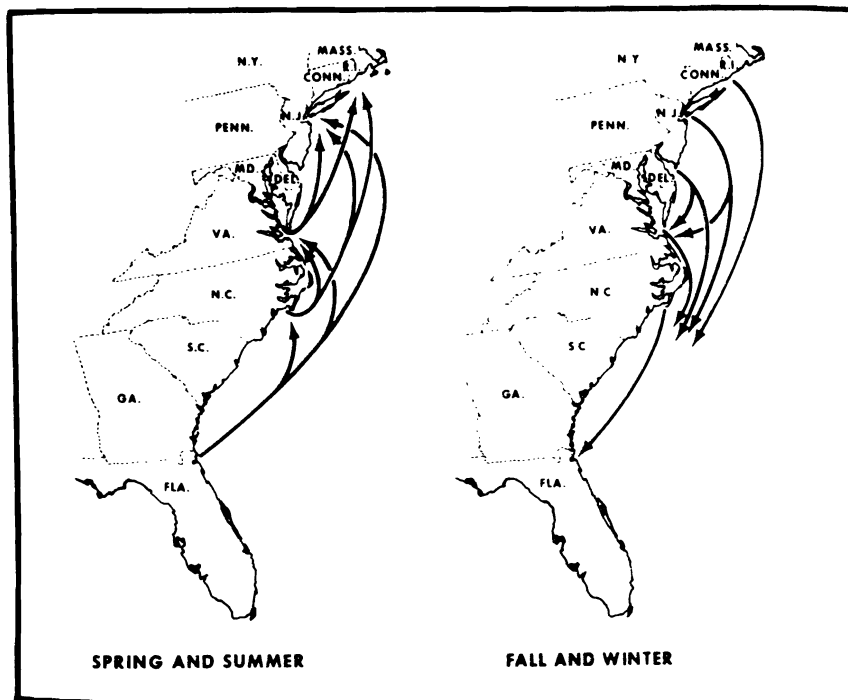 MASS.
N.Y.
R.I.
CONN.
N.J.
PENN.
MD.
DEL.
VA.
N.C.
S.C.
GA.
FLA.
SPRING AND SUMMER
MASS.
N Y
R.I.
CONN.
N.J.
PENN.
MD
DEL.
VA.
N C
S C
GA.
FLA.
FALL AND WINTER